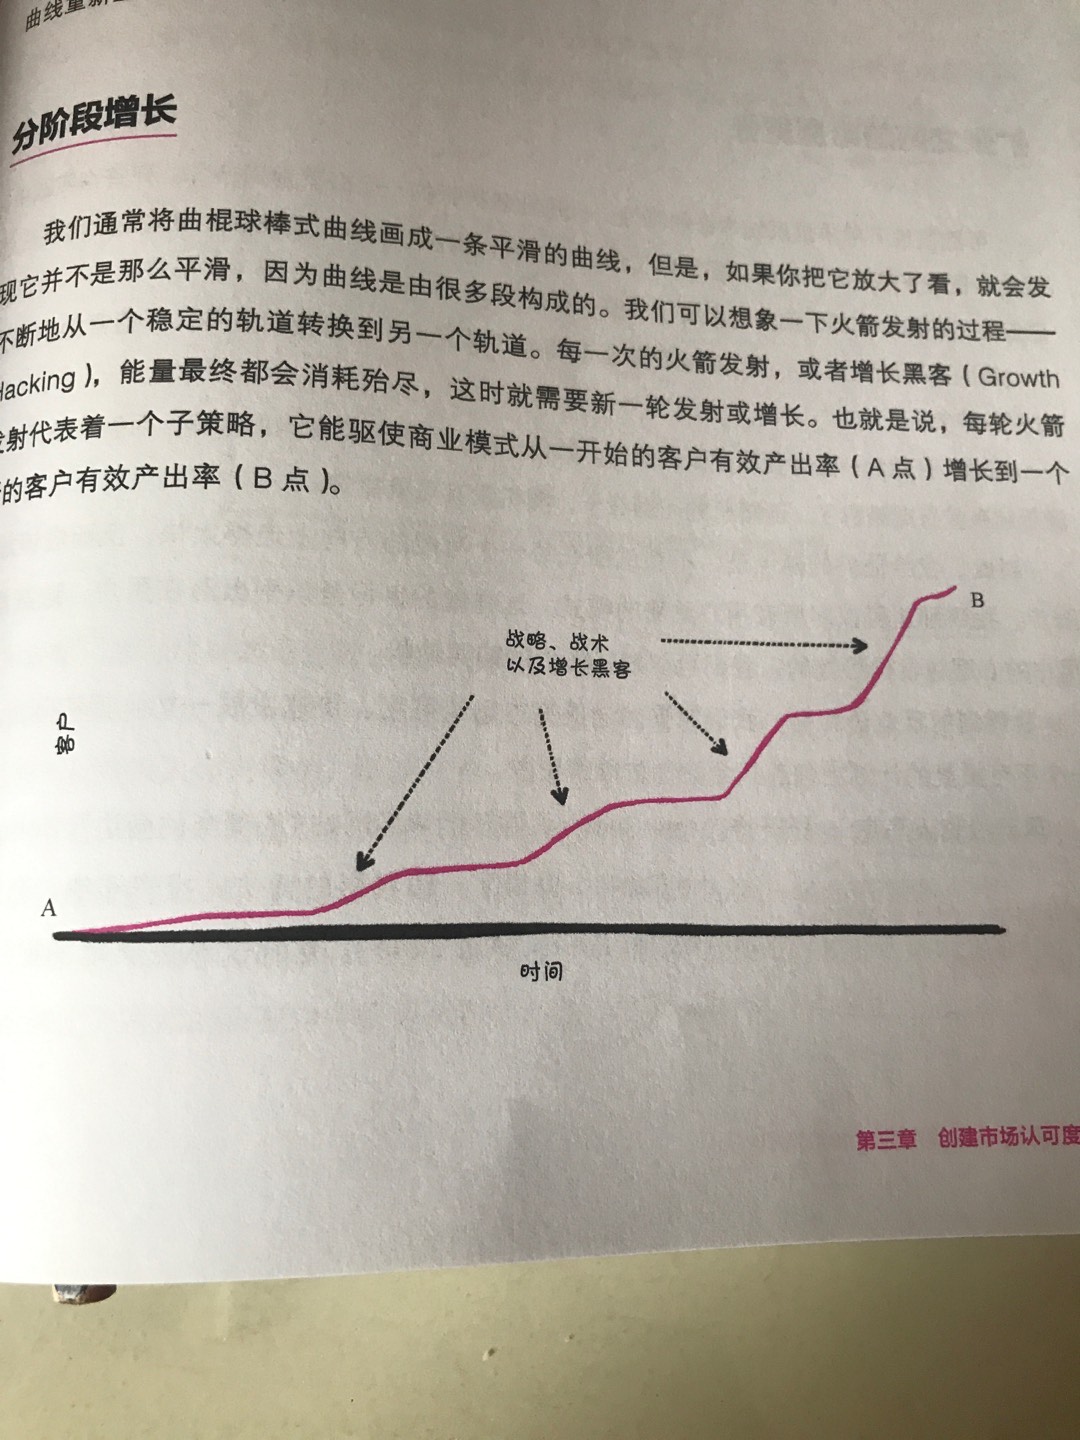 曲线重新
分阶段增长
我们通常将曲棍球棒式曲线画成一条平滑的曲线，但是，如果你把它放大了看，就会发
现它并不是那么平滑，因为曲线是由很多段构成的。我们可以想象一下火箭发射的过程——
不断地从一个稳定的轨道转换到另一个轨道。每一次的火箭发射，或者增长黑客（Growth
Hacking），能量最终都会消耗殆尽，这时就需要新一轮发射或增长。也就是说，每轮火箭
发射代表着一个子策略，它能驱使商业模式从一开始的客户有效产出率（A 点）增长到一个
的客户有效产出率（B 点）。
B
战略、战术
以及增长黑客
客户
A
时间
第三章 创建市场认可度